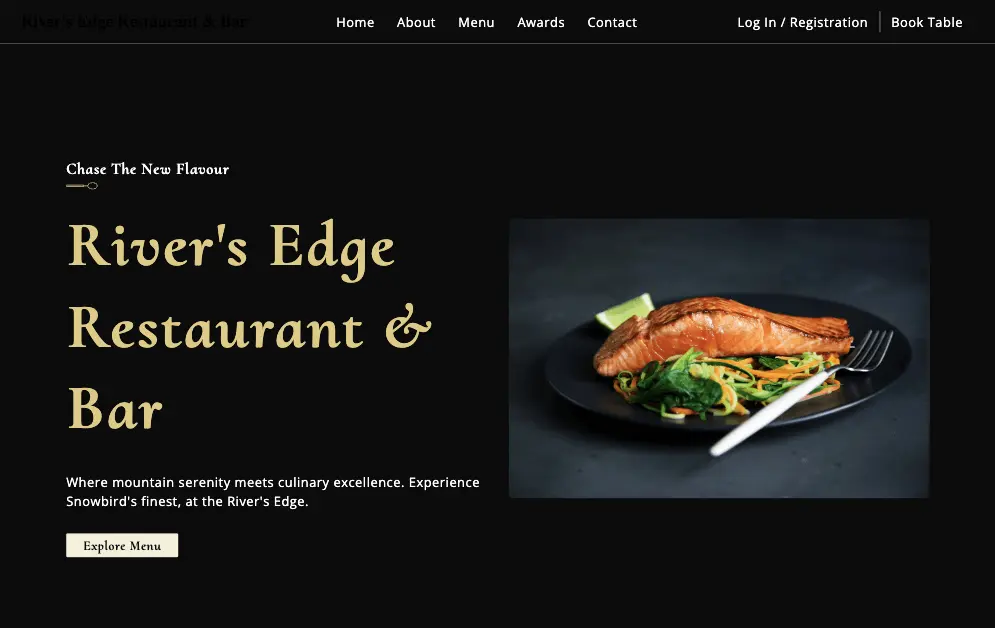 River's Edge Restaurant & Bar
Home About Menu Awards Contact
Log In / Registration Book Table
Chase The New Flavour
River's Edge
Restaurant &
Bar
Where mountain serenity meets culinary excellence. Experience
Snowbird's finest, at the River's Edge.
Explore Menu